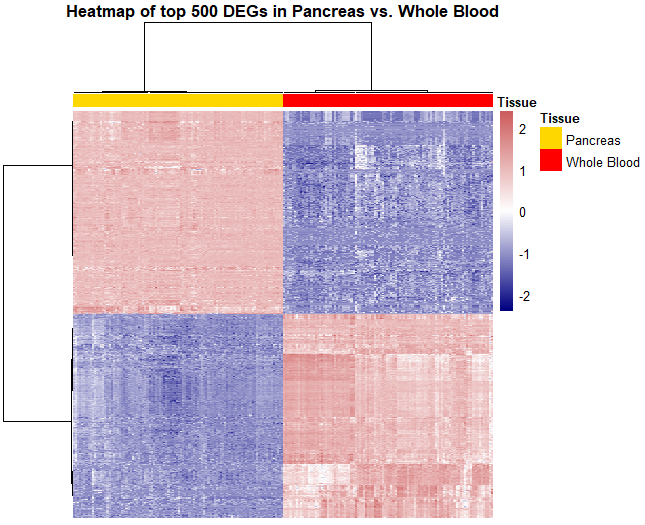 Heatmap of top 500 DEGs in Pancreas vs. Whole Blood
Tissue
2
1
0
-1
-2
Tissue
Pancreas
Whole Blood